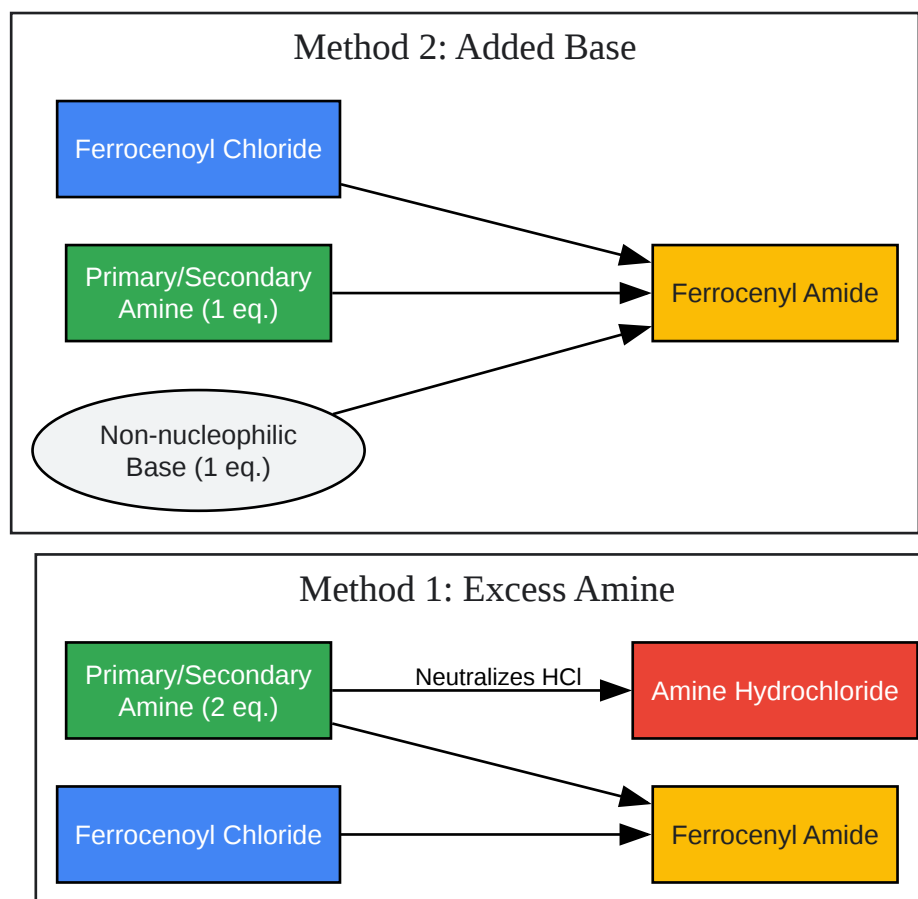 Method 2: Added Base
Ferrocenoyl Chloride
Primary/Secondary
Amine (1 eq.)
Ferrocenyl Amide
Non-nucleophilic
Base (1 eq.)
Method 1: Excess Amine
Primary/Secondary
Amine (2 eq.)
Neutralizes HCl
Amine Hydrochloride
Ferrocenoyl Chloride
Ferrocenyl Amide